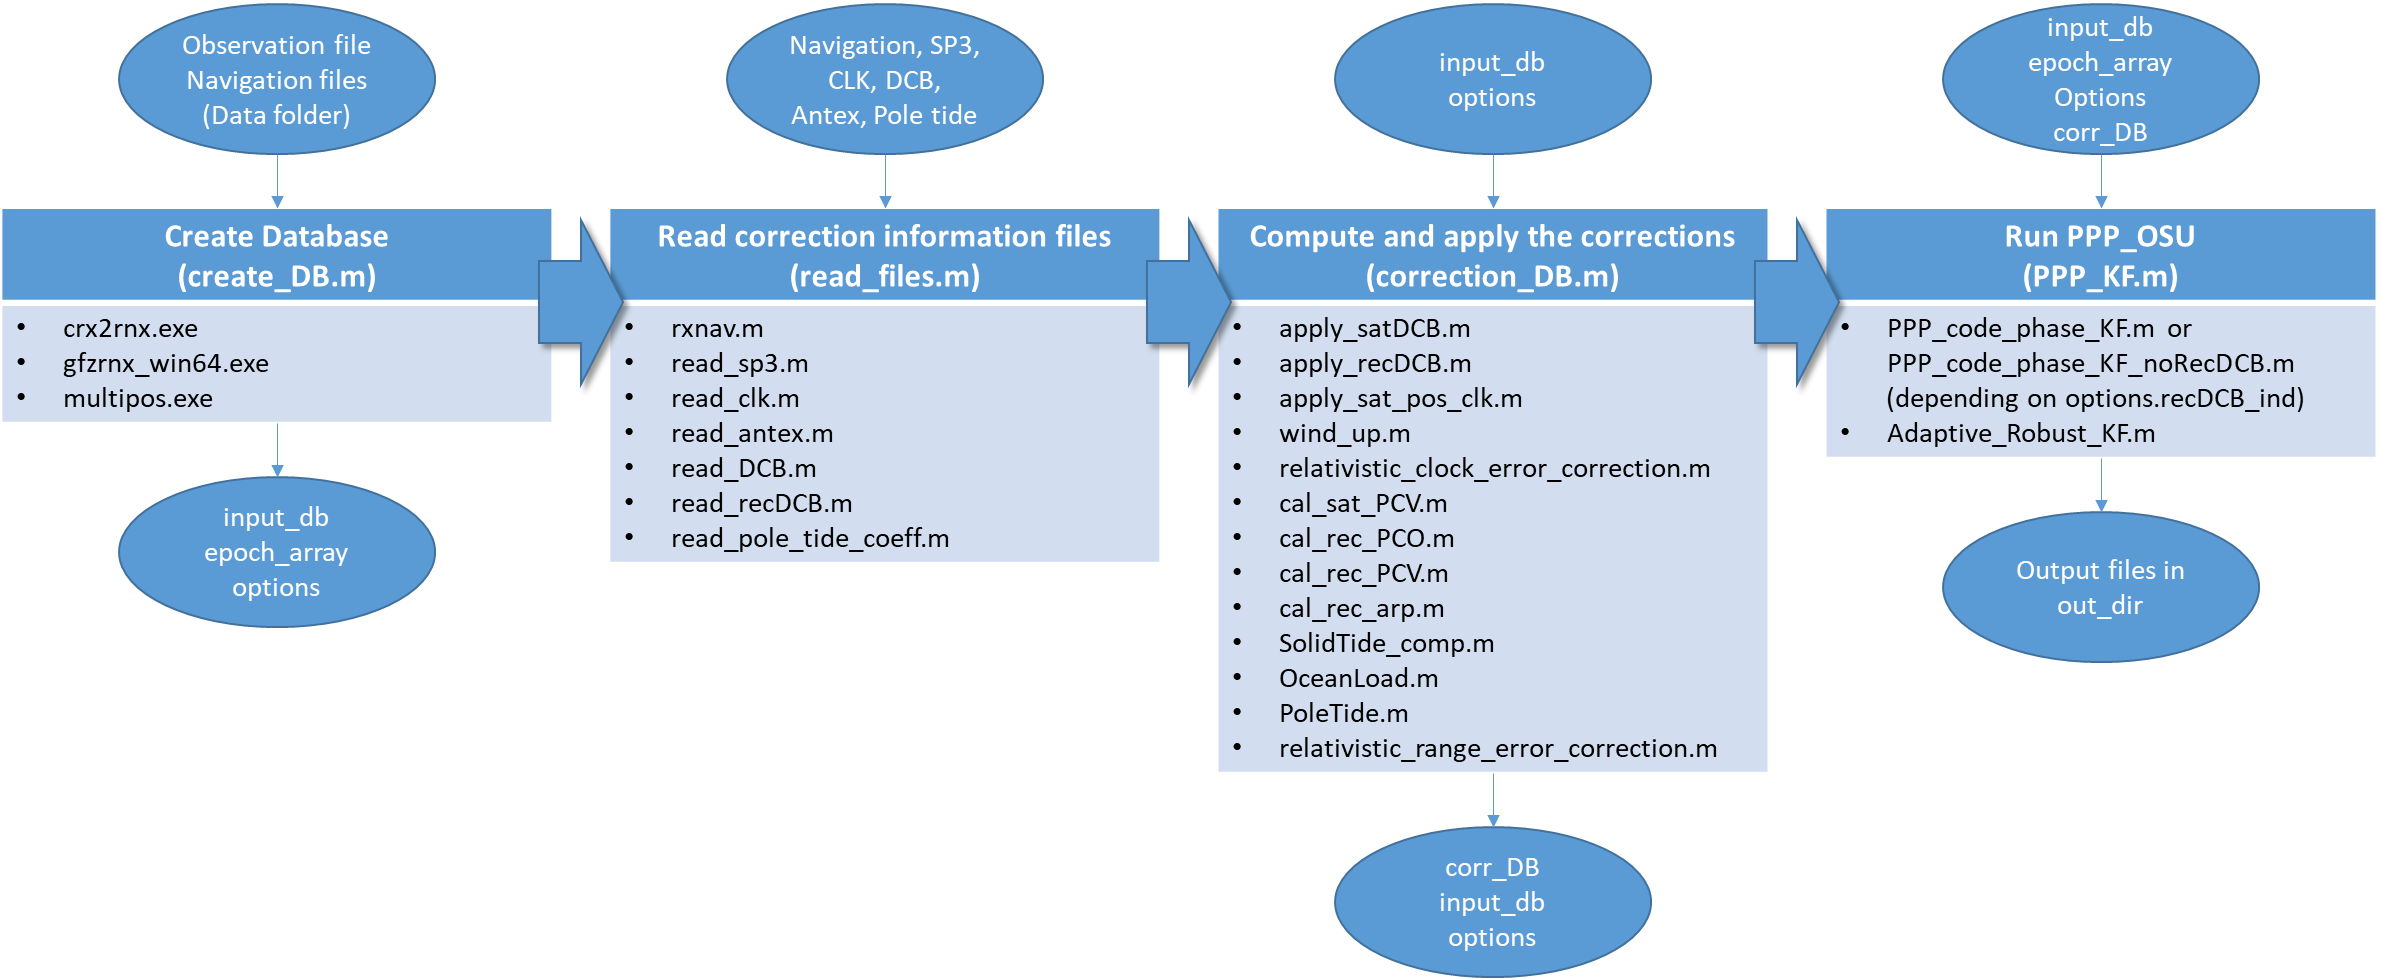 Observation file
Navigation files
(Data folder)
Create Database
(create_DB.m)
• crx2rnx.exe
• gfzrnx_win64.exe
• multipos.exe
input_db
epoch_array
options
Navigation, SP3,
CLK, DCB,
Antex, Pole tide
Read correction information files
(read_files.m)
• rxnav.m
• read_sp3.m
• read_clk.m
• read_antex.m
• read_DCB.m
• read_recDCB.m
• read_pole_tide_coeff.m
input_db
options
Compute and apply the corrections
(correction_DB.m)
• apply_satDCB.m
• apply_recDCB.m
• apply_sat_pos_clk.m
• wind_up.m
• relativistic_clock_error_correction.m
• cal_sat_PCV.m
• cal_rec_PCO.m
• cal_rec_PCV.m
• cal_rec_arp.m
• SolidTide_comp.m
• OceanLoad.m
• PoleTide.m
• relativistic_range_error_correction.m
corr_DB
input_db
options
input_db
epoch_array
Options
corr_DB
Run PPP_OSU
(PPP_KF.m)
• PPP_code_phase_KF.m or
PPP_code_phase_KF_noRecDCB.m
(depending on options.recDCB_ind)
• Adaptive_Robust_KF.m
Output files in
out_dir